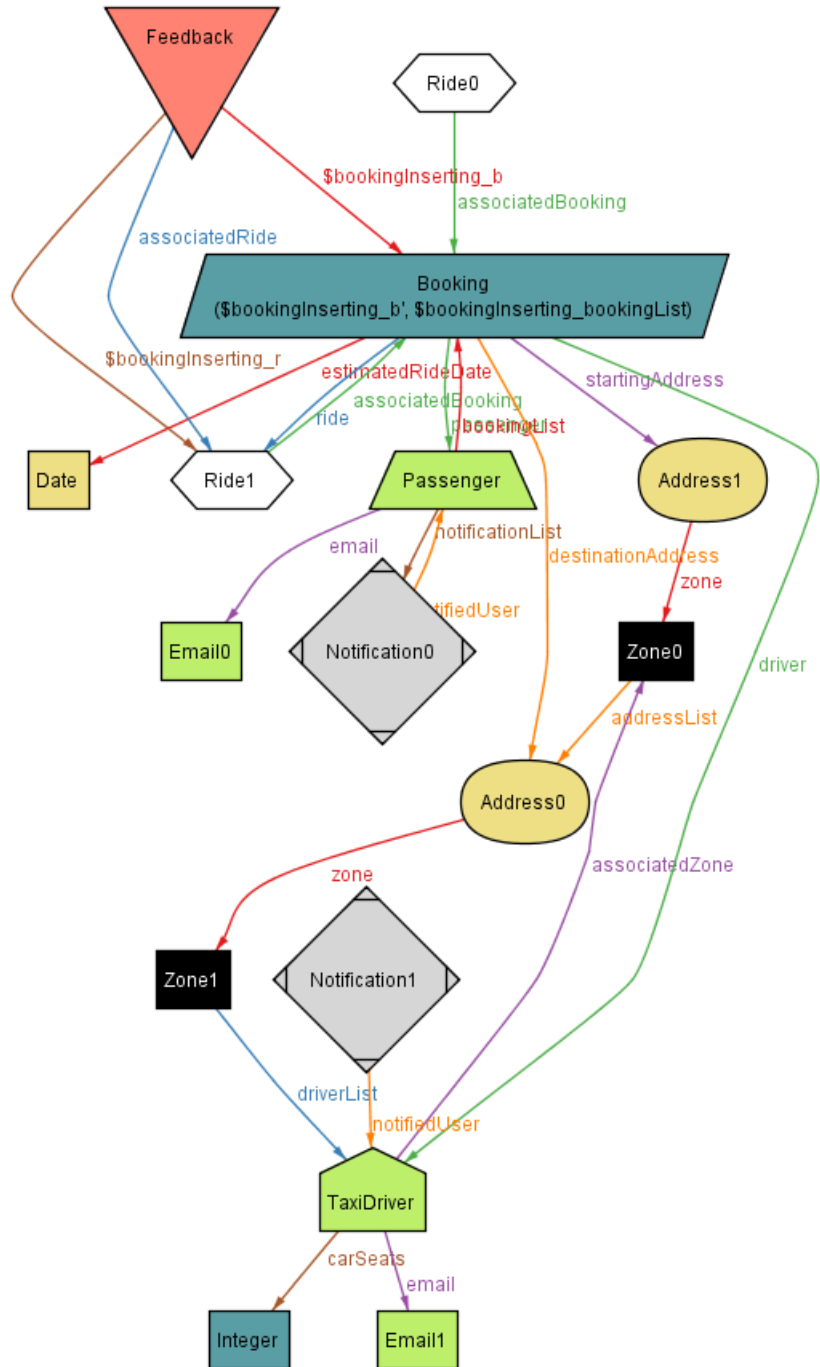 Feedback
Ride0
$bookingInserting_b
associatedBooking
associatedRide
Booking
($bookingInserting_b', $bookingInserting_bookingList)
$bookingInserting_r
estimatedRideDate
startingAddress
associatedBooking
ride
bookingList
Date
Ride1
Passenger
Address1
notificationList
email
destinationAddress
zone
tifiedUser
Email0
Notification0
Zone0
driver
addressList
Address0
associatedZone
zone
Zone1
Notification1
driverList
notifiedUser
TaxiDriver
carSeats
email
Integer
Email1